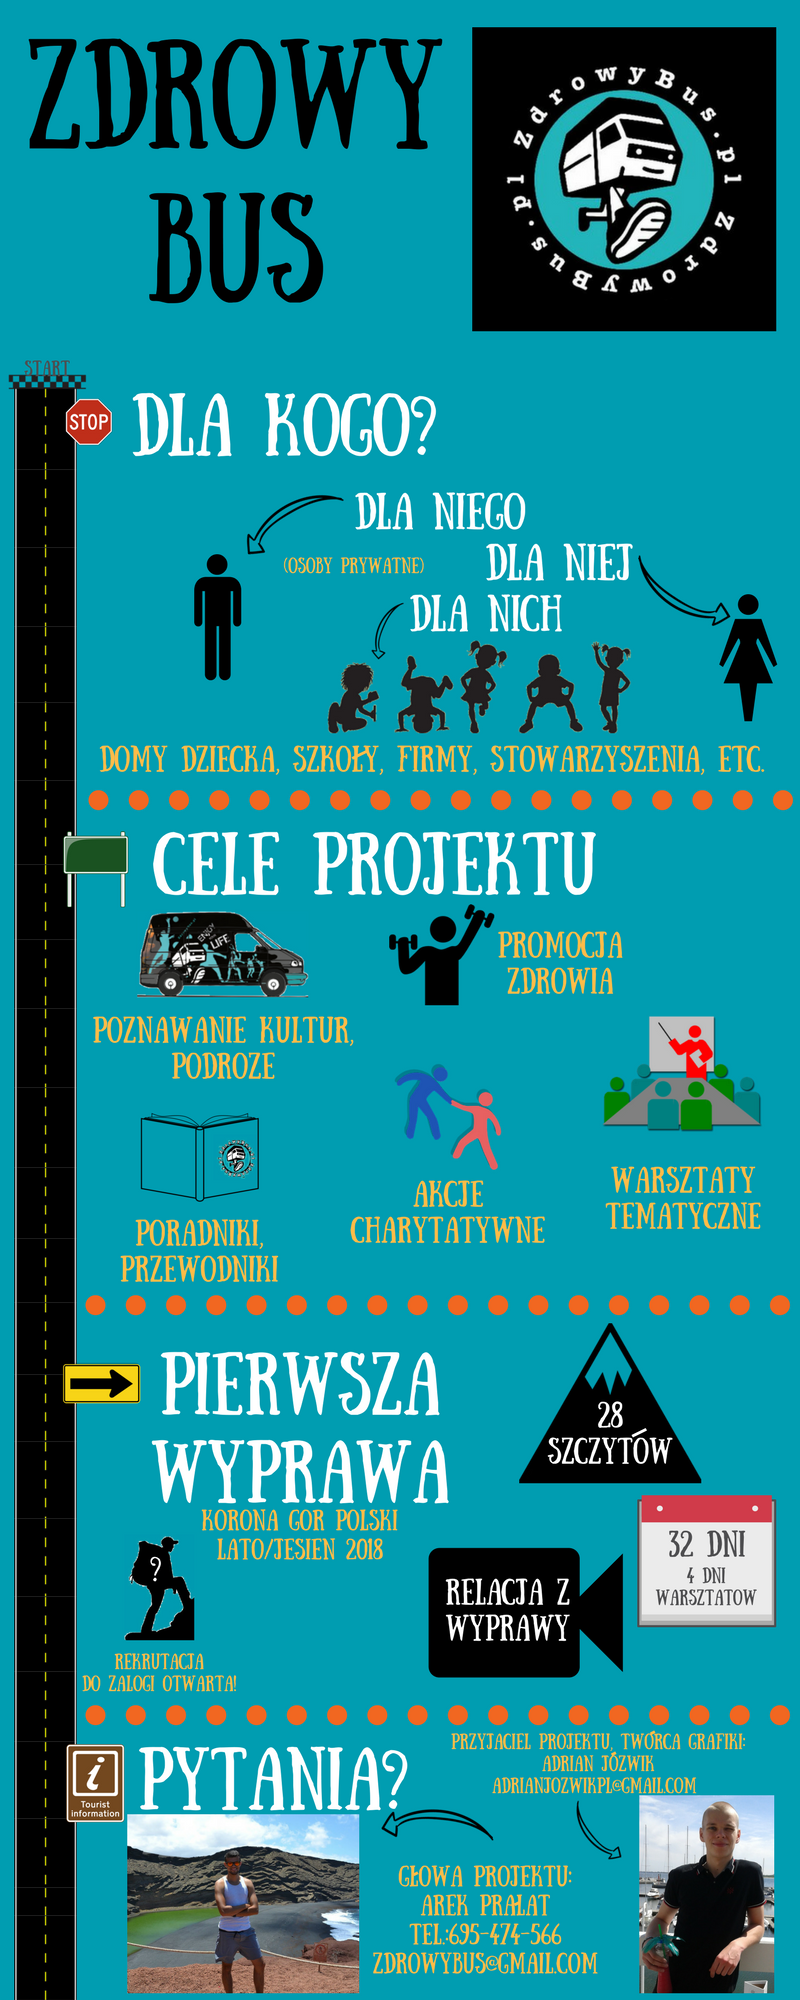 ZDROWY
BUS
ZdrowyBus.pl ZdrowyBus.pl
START
STOP
DLA KOGO?
DLA NIEGO
(OSOBY PRYWATNE)
DLA NIEJ
DLA NICH
DOMY DZIECKA, SZKOŁY, FIRMY, STOWARZYSZENIA, ETC.
CELE PROJEKTU
ENJOY
LIFE
PROMOCJA
ZDROWIA
POZNAWANIE KULTUR,
PODROZE
AKCJE
CHARYTATYWNE
WARSZTATY
TEMATYCZNE
PORADNIKI,
PRZEWODNIKI
PIERWSZA
WYPRAWA
KORONA GOR POLSKI
LATO/JESIEN 2018
28
SZCZYTÓW
32 DNI
4 DNI
WARSZTATOW
RELACJA Z
WYPRAWY
?
REKRUTACJA
DO ZALOGI OTWARTA!
i
Tourist
information
PYTANIA?
PRZYJACIEL PROJEKTU, TWÓRCA GRAFIKI:
ADRIAN JÓZWIK
ADRIANJOZWIKPL@GMAIL.COM
GŁOWA PROJEKTU:
AREK PRAŁAT
TEL:695-474-566
ZDROWYBUS@GMAIL.COM